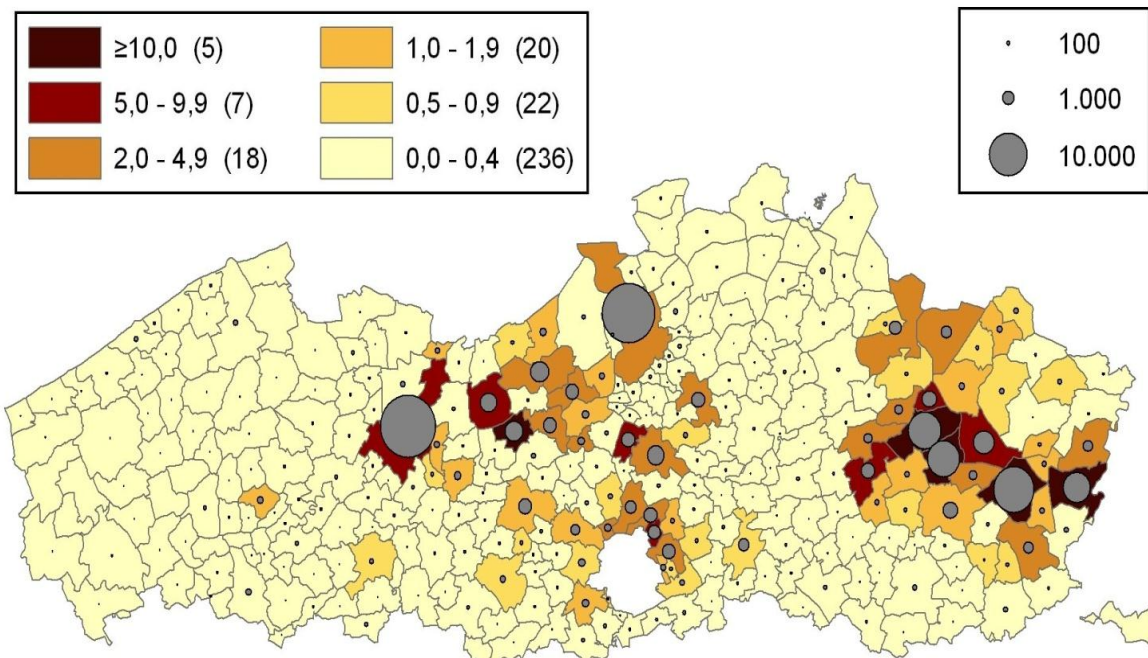 ≥10,0 (5)
5,0 - 9,9 (7)
2,0 - 4,9 (18)
1,0 - 1,9 (20)
0,5 - 0,9 (22)
0,0 - 0,4 (236)
100
1.000
10.000